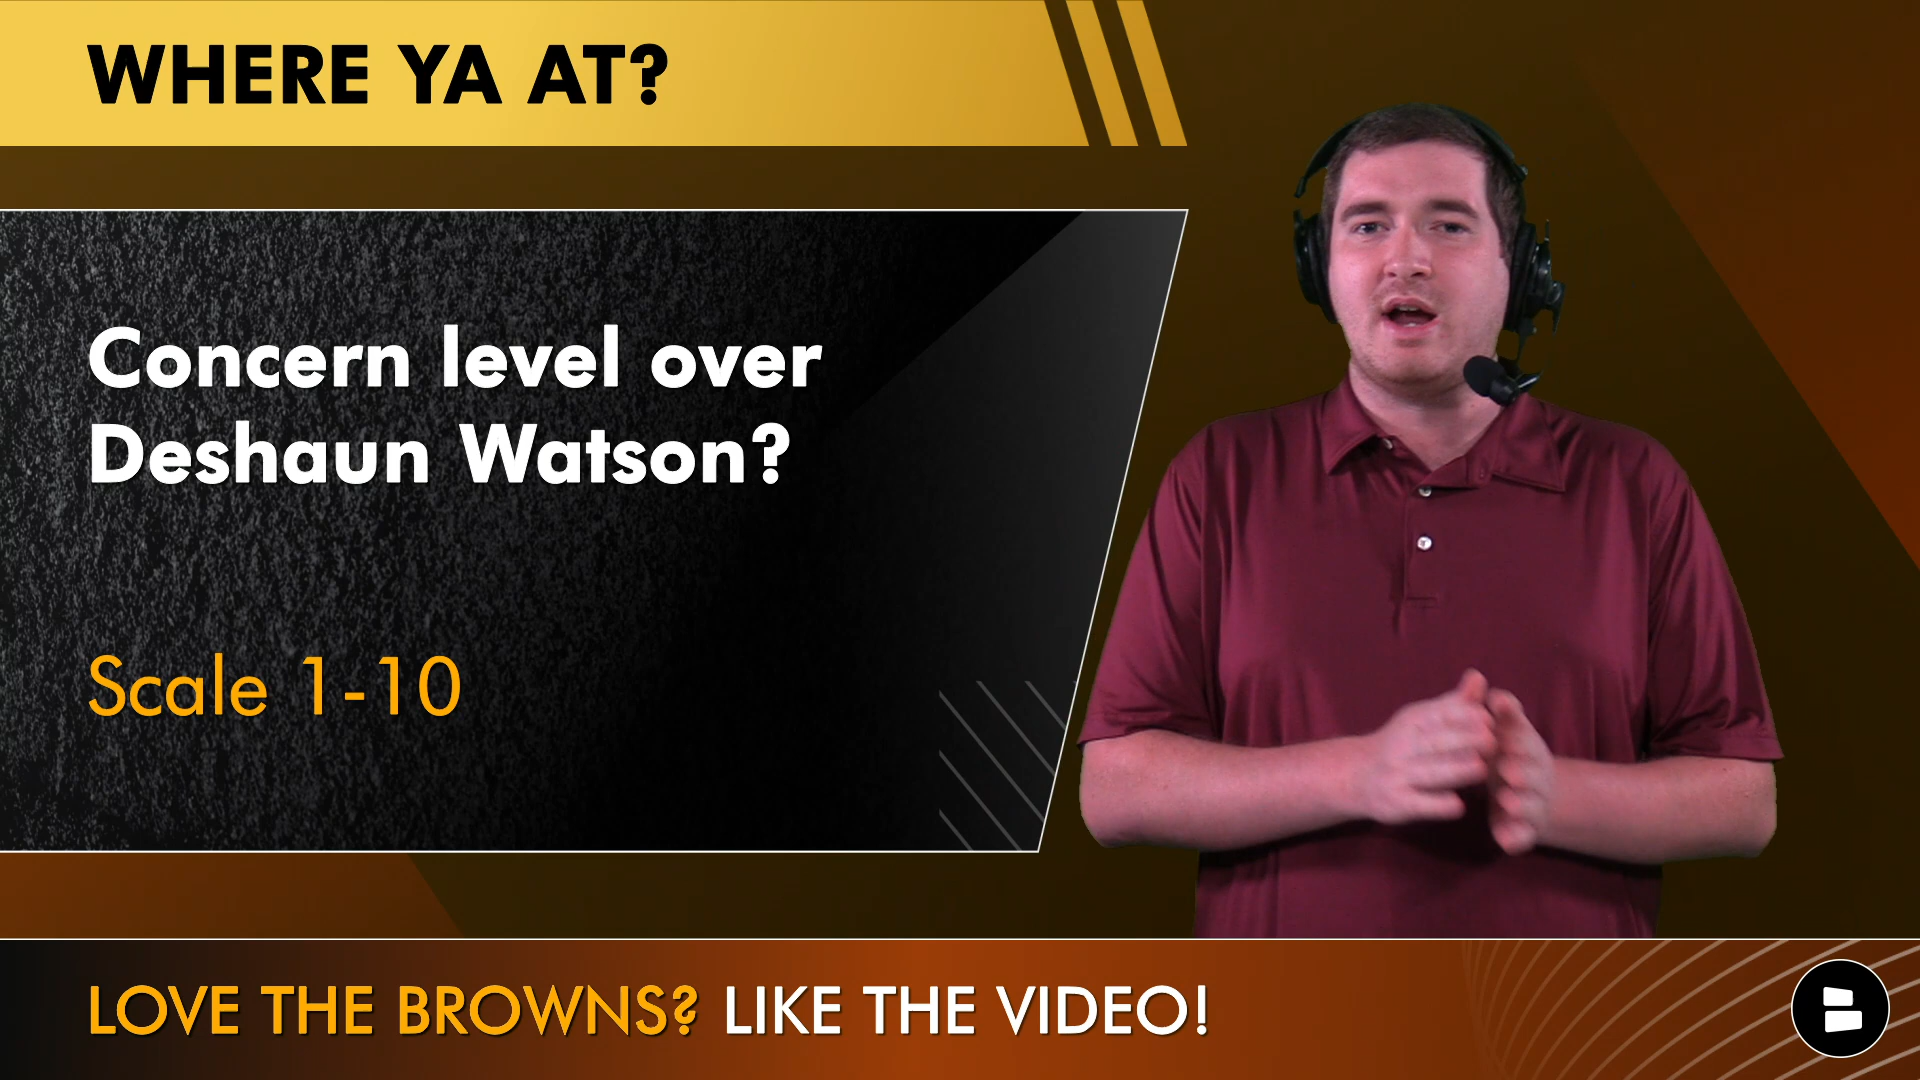 WHERE YA AT?
Concern level over
Deshaun Watson?
Scale 1-10
LOVE THE BROWNS? LIKE THE VIDEO!